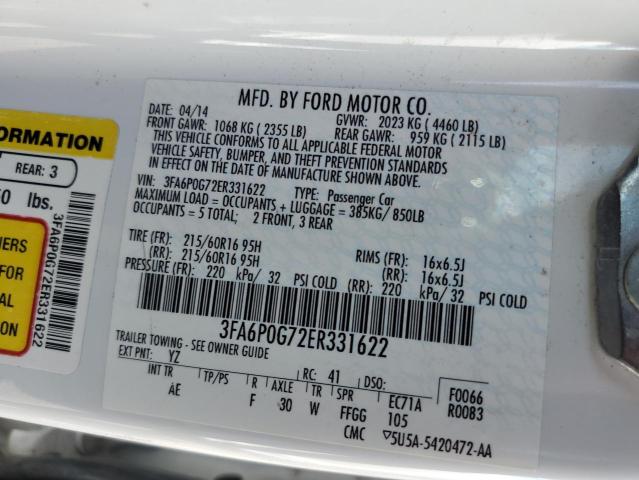 MFD. BY FORD MOTOR CO.
DATE: 04/14 GVWR: 2023 KG ( 4460 LB)
FRONT GAWR: 1068 KG ( 2355 LB) REAR GAWR: 959 KG ( 2115 LB)
THIS VEHICLE CONFORMS TO ALL APPLICABLE FEDERAL MOTOR
VEHICLE SAFETY, BUMPER, AND THEFT PREVENTION STANDARDS
IN EFFECT ON THE DATE OF MANUFACTURE SHOWN ABOVE.
VIN: 3FA6P0G72ER331622 TYPE: Passenger Car
MAXIMUM LOAD = OCCUPANTS + LUGGAGE = 385KG/ 850LB
OCCUPANTS = 5 TOTAL; 2 FRONT, 3 REAR
TIRE (FR): 215/60R16 95H RIMS (FR): 16x6.5J
(RR): 215/60R16 95H (RR): 16x6.5J
PRESSURE (FR): 220 kPa/ 32 PSI COLD (RR): 220 kPa/ 32 PSI COLD
3FA6P0G72ER331622
TRAILER TOWING - SEE OWNER GUIDE
EXT PNT: YZ RC: 41 DSO: F0066
INT TR TP/PS R AXLE TR SPR EC71A R0083
AE F 30 W FFGG 105
CMC ▽5U5A-5420472-AA
ORMATION
REAR: 3
0 lbs.
3FA6P0G72ER331622
IERS
FOR
AL
ON